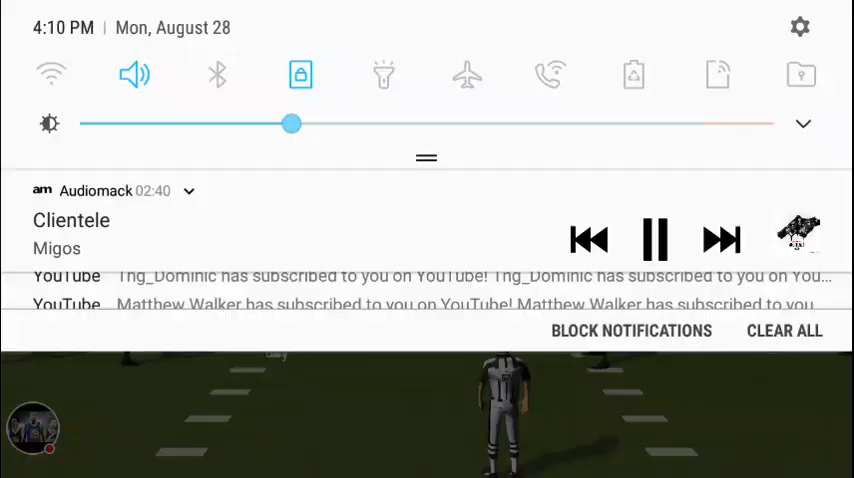 4:10 PM | Mon, August 28
am Audiomack 02:40
Clientele
Migos
YouTube Tng_Dominic has subscribed to you on YouTube! Tng_Dominic has subscribed to you on You...
YouTube Matthew Walker has subscribed to you on YouTube! Matthew Walker has subscribed to you
BLOCK NOTIFICATIONS CLEAR ALL